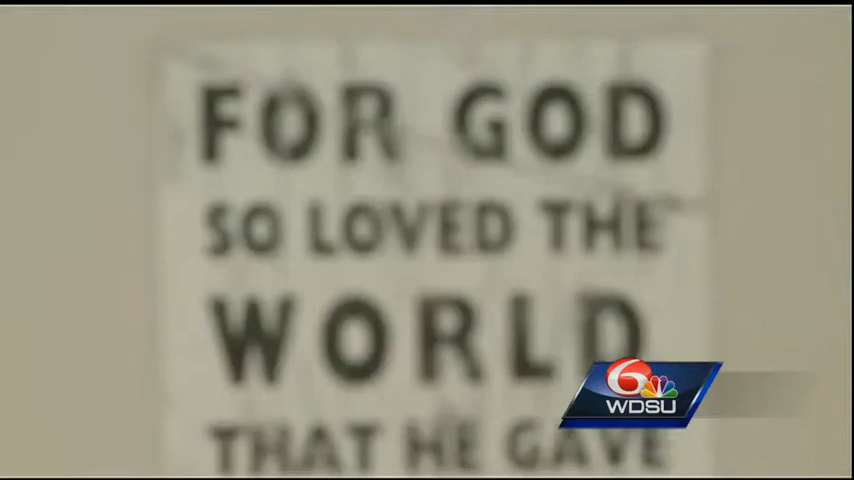 FOR GOD
SO LOVED THE
WORLD
THAT HE GAVE
6
WDSU